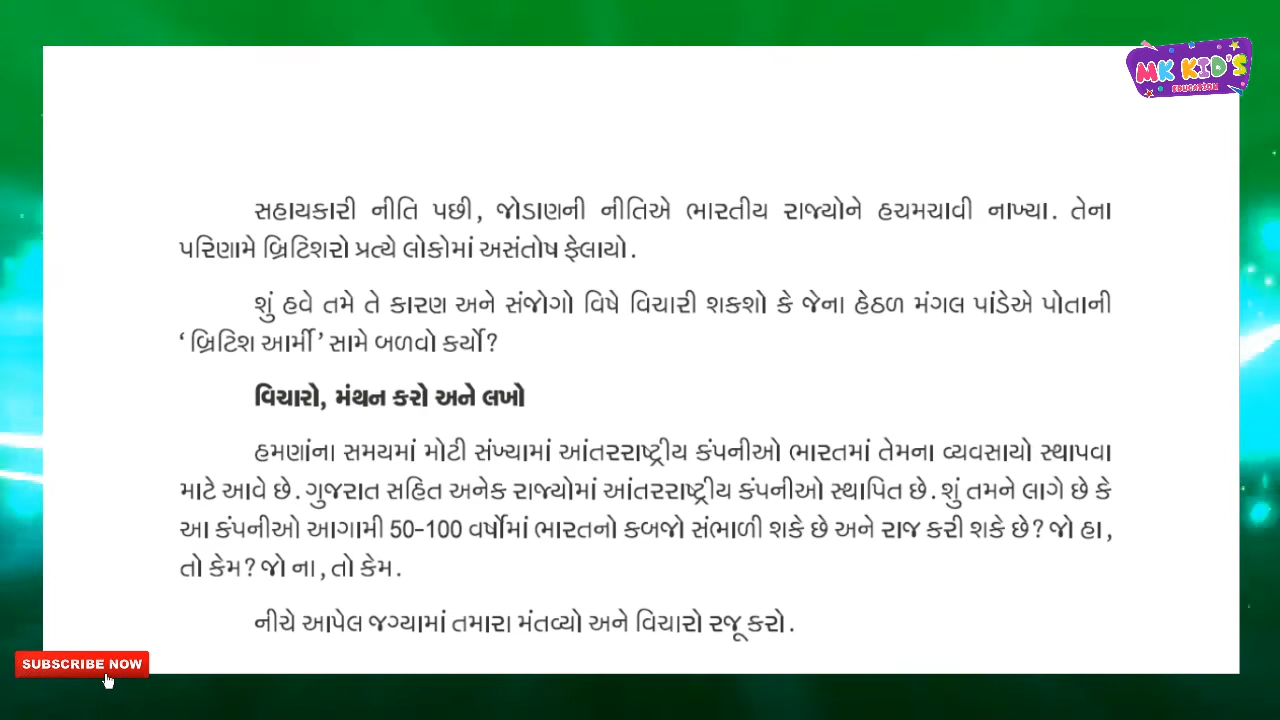 MK KID'S
EDUCATION
સહાયકારી નીતિ પછી, જોડાણની નીતિએ ભારતીય રાજ્યોને હચમચાવી નાખ્યા. તેના
પરિણામે બ્રિટિશરો પ્રત્યે લોકોમાં અસંતોષ ફેલાયો.
શું હવે તમે તે કારણ અને સંજોગો વિષે વિચારી શકશો કે જેના હેઠળ મંગલ પાંડેએ પોતાની
‘બ્રિટિશ આર્મી’ સામે બળવો કર્યો?
વિચારો, મંથન કરો અને લખો
હમણાંના સમયમાં મોટી સંખ્યામાં આંતરરાષ્ટ્રીય કંપનીઓ ભારતમાં તેમના વ્યવસાયો સ્થાપવા
માટે આવે છે. ગુજરાત સહિત અનેક રાજ્યોમાં આંતરરાષ્ટ્રીય કંપનીઓ સ્થાપિત છે. શું તમને લાગે છે કે
આ કંપનીઓ આગામી 50-100 વર્ષોમાં ભારતનો કબજો સંભાળી શકે છે અને રાજ કરી શકે છે? જો હા,
તો કેમ? જો ના, તો કેમ.
નીચે આપેલ જગ્યામાં તમારા મંતવ્યો અને વિચારો રજૂ કરો.
SUBSCRIBE NOW